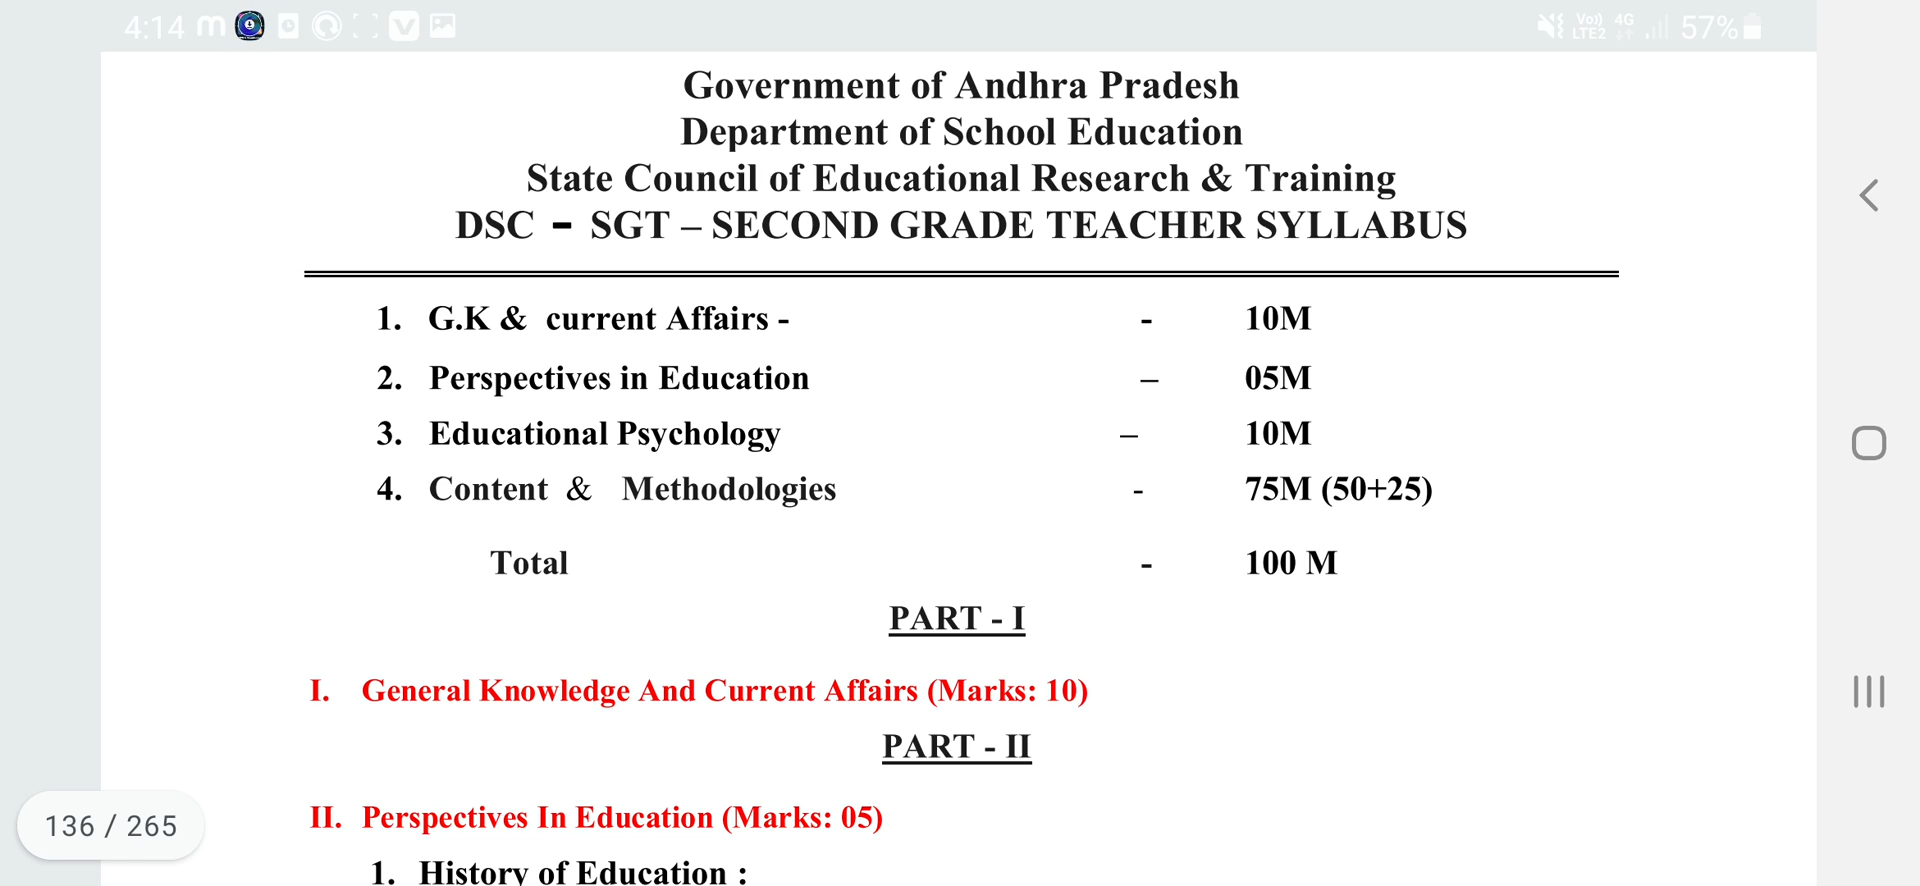 4:14
Vo)) 4G
LTE2
57%
Government of Andhra Pradesh
Department of School Education
State Council of Educational Research & Training
DSC - SGT – SECOND GRADE TEACHER SYLLABUS
1. G.K & current Affairs - - 10M
2. Perspectives in Education – 05M
3. Educational Psychology – 10M
4. Content & Methodologies - 75M (50+25)
Total - 100 M
PART - I
I. General Knowledge And Current Affairs (Marks: 10)
PART - II
II. Perspectives In Education (Marks: 05)
136 / 265
1. History of Education :